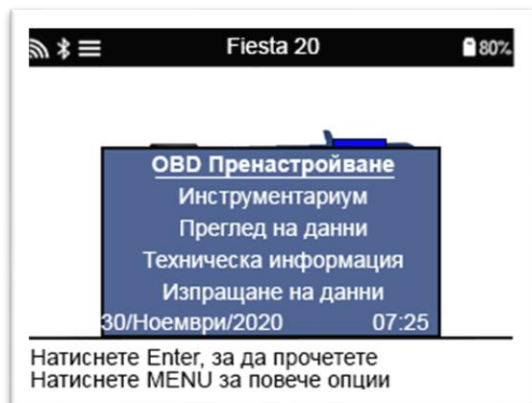 Fiesta 20 80%
OBD Пренастройване
Инструментариум
Преглед на данни
Техническа информация
Изпращане на данни
30/Ноември/2020 07:25
Натиснете Enter, за да прочетете
Натиснете MENU за повече опции